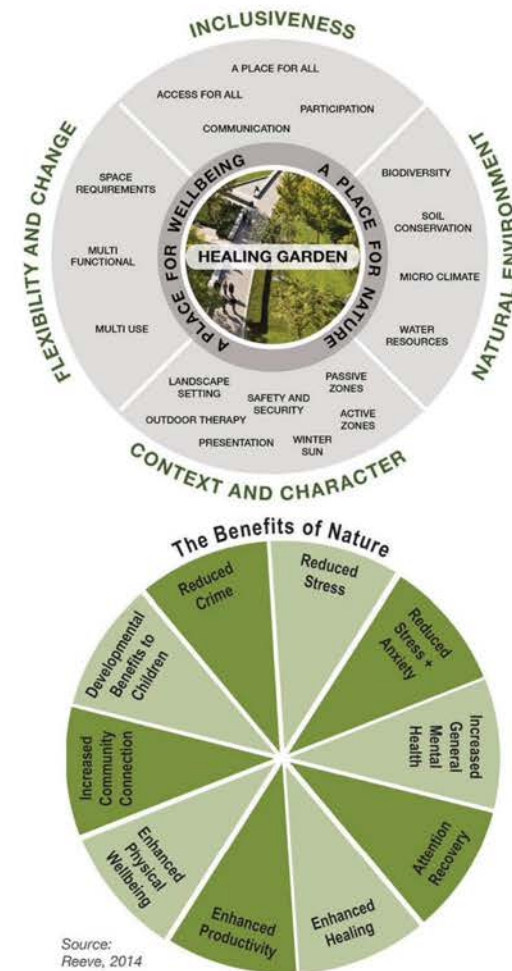 INCLUSIVENESS
A PLACE FOR ALL
ACCESS FOR ALL
PARTICIPATION
COMMUNICATION
FLEXIBILITY AND CHANGE
SPACE
REQUIREMENTS
MULTI
FUNCTIONAL
MULTI USE
NATURAL ENVIRONMENT
BIODIVERSITY
SOIL
CONSERVATION
MICRO CLIMATE
WATER
RESOURCES
A PLACE FOR WELLBEING
A PLACE FOR NATURE
HEALING GARDEN
LANDSCAPE
SETTING
SAFETY AND
SECURITY
PASSIVE
ZONES
OUTDOOR THERAPY
ACTIVE
ZONES
PRESENTATION
WINTER
SUN
CONTEXT AND CHARACTER
The Benefits of Nature
Reduced
Stress
Reduced
Stress +
Anxiety
Increased
General
Mental
Health
Attention
Recovery
Enhanced
Healing
Enhanced
Productivity
Enhanced
Physical
Wellbeing
Increased
Community
Connection
Developmental
Benefits to
Children
Reduced
Crime
Source:
Reeve, 2014